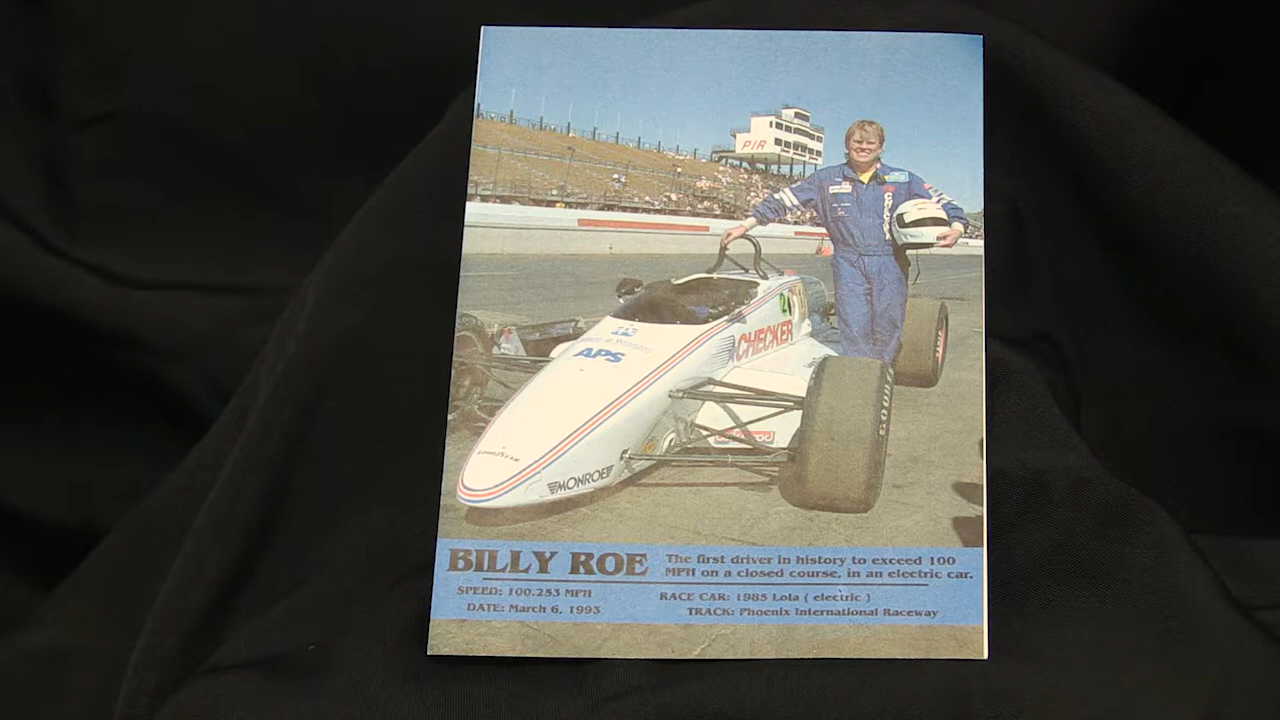 PIR
CHECKER
APS
MONROE
BILLY ROE
The first driver in history to exceed 100
MPH on a closed course, in an electric car.
SPEED: 100.253 MPH
RACE CAR: 1985 Lola ( electric )
DATE: March 6, 1993
TRACK: Phoenix International Raceway